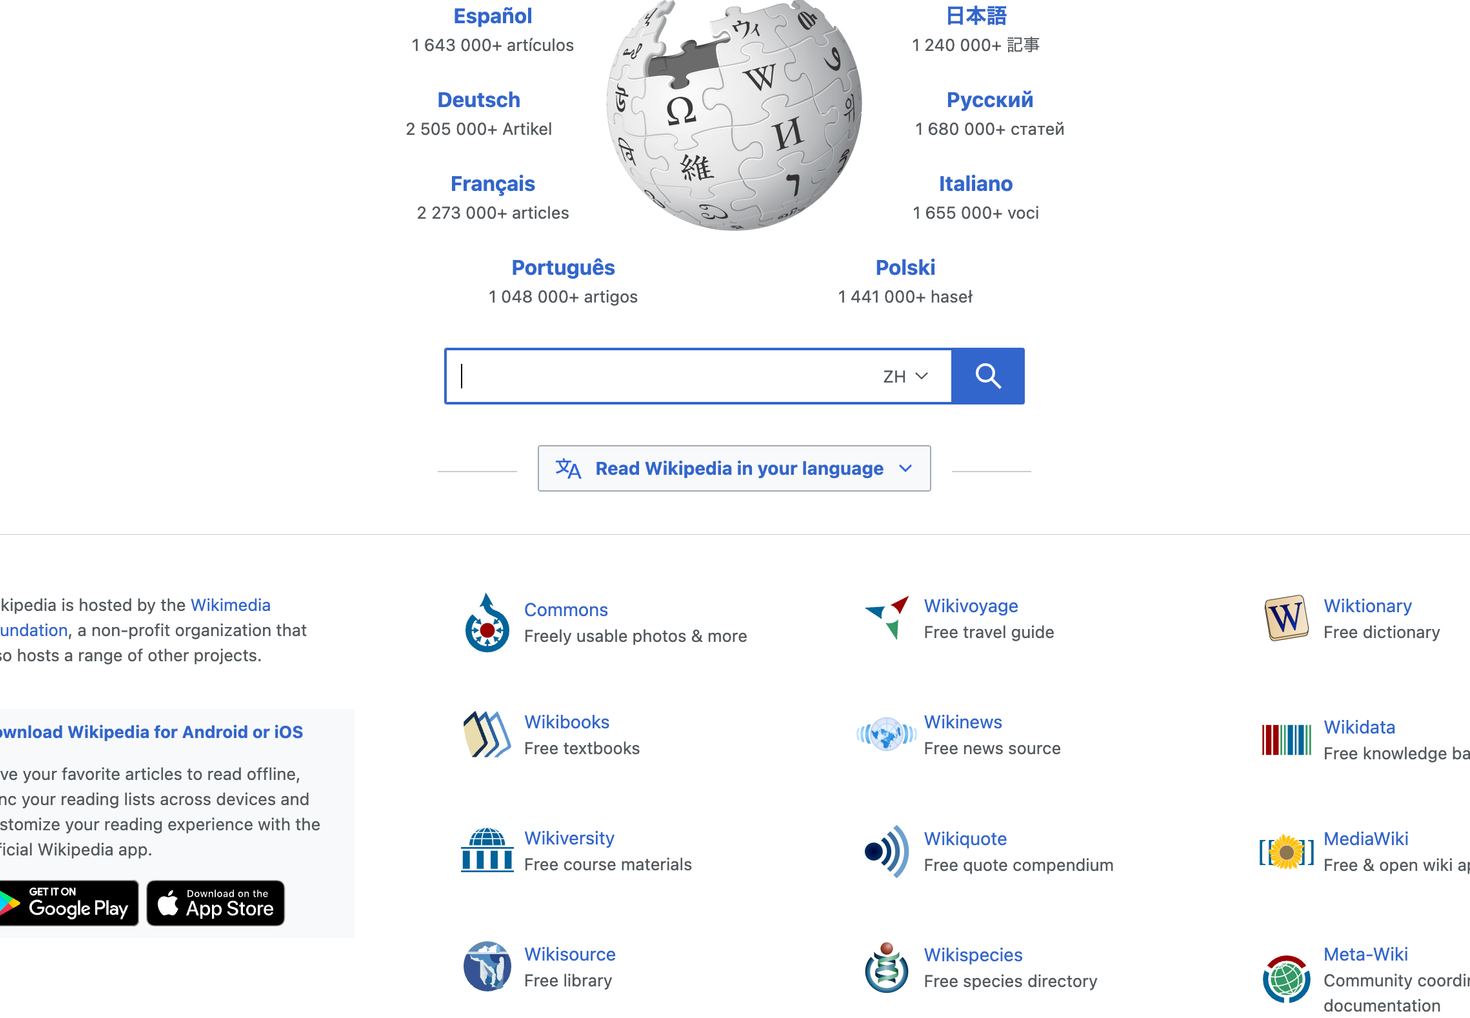 Español
1 643 000+ artículos
日本語
1 240 000+ 記事
Deutsch
2 505 000+ Artikel
Русский
1 680 000+ статей
Français
2 273 000+ articles
Italiano
1 655 000+ voci
Ω
W
И
維
ウィ
Português
1 048 000+ artigos
Polski
1 441 000+ haseł
ZH
文A Read Wikipedia in your language
kipedia is hosted by the Wikimedia
undation, a non-profit organization that
so hosts a range of other projects.
ownload Wikipedia for Android or iOS
ve your favorite articles to read offline,
nc your reading lists across devices and
stomize your reading experience with the
ficial Wikipedia app.
GET IT ON
Google Play
Download on the
App Store
Commons
Freely usable photos & more
Wikivoyage
Free travel guide
W
Wiktionary
Free dictionary
Wikibooks
Free textbooks
Wikinews
Free news source
Wikidata
Free knowledge ba
Wikiversity
Free course materials
Wikiquote
Free quote compendium
MediaWiki
Free & open wiki ap
Wikisource
Free library
Wikispecies
Free species directory
Meta-Wiki
Community coordi
documentation